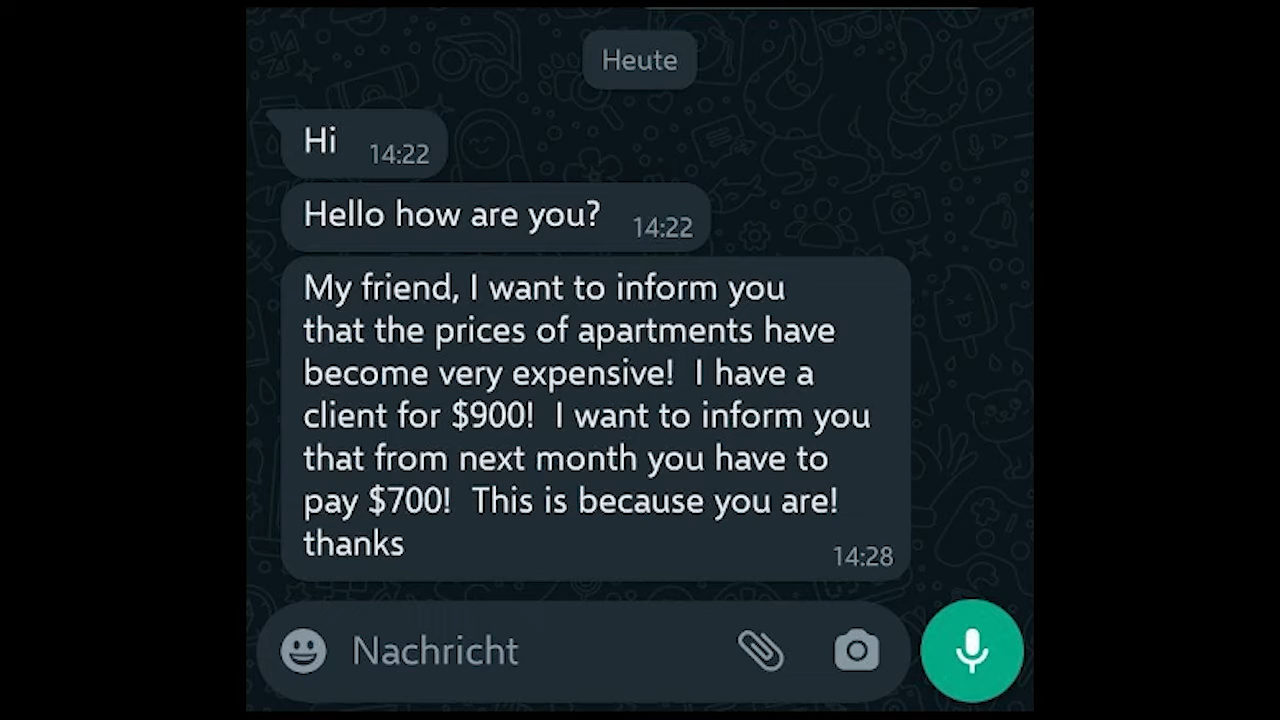 Heute
Hi 14:22
Hello how are you? 14:22
My friend, I want to inform you
that the prices of apartments have
become very expensive! I have a
client for $900! I want to inform you
that from next month you have to
pay $700! This is because you are!
thanks 14:28
Nachricht